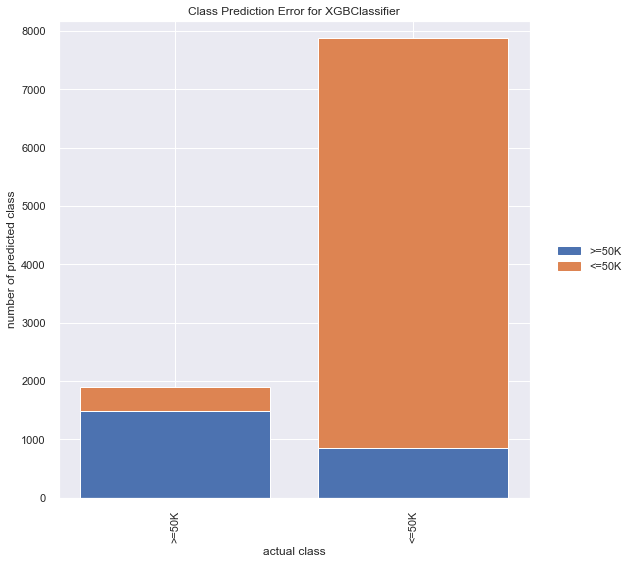 Class Prediction Error for XGBClassifier
number of predicted class
8000
7000
6000
5000
4000
3000
2000
1000
0
>=50K
<=50K
actual class
>=50K
<=50K